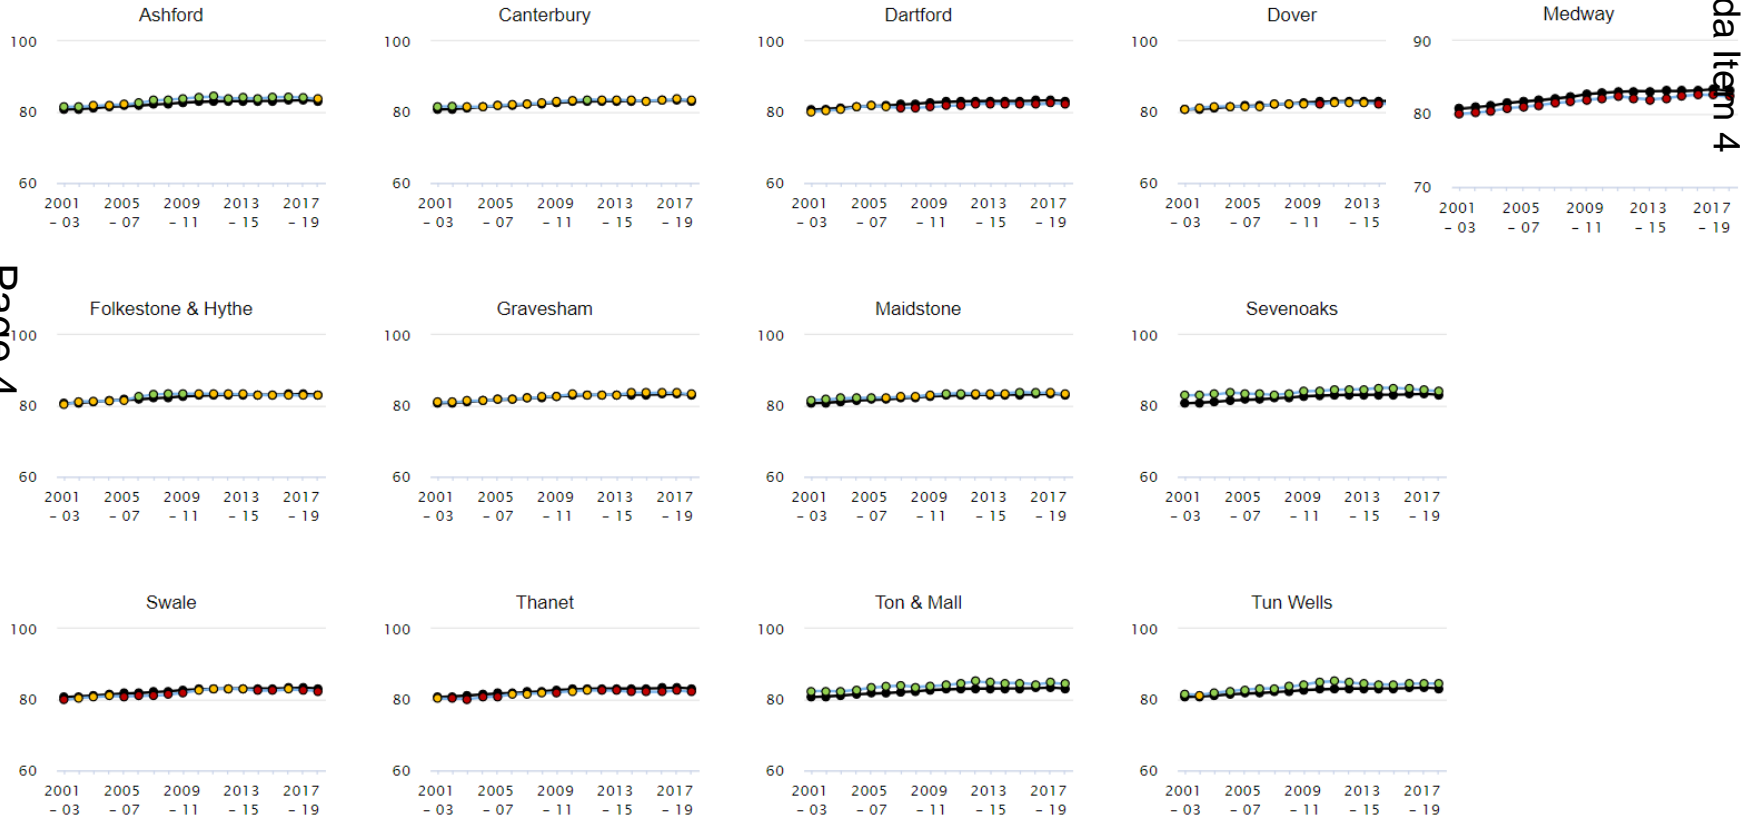 Ashford
100
80
60
2001 2005 2009 2013 2017
– 03 – 07 – 11 – 15 – 19
Canterbury
100
80
60
2001 2005 2009 2013 2017
– 03 – 07 – 11 – 15 – 19
Dartford
100
80
60
2001 2005 2009 2013 2017
– 03 – 07 – 11 – 15 – 19
Dover
100
80
60
2001 2005 2009 2013
– 03 – 07 – 11 – 15
Medway
90
80
70
2001 2005 2009 2013 2017
– 03 – 07 – 11 – 15 – 19
da Item 4
Folkestone & Hythe
100
80
60
2001 2005 2009 2013 2017
– 03 – 07 – 11 – 15 – 19
Gravesham
100
80
60
2001 2005 2009 2013 2017
– 03 – 07 – 11 – 15 – 19
Maidstone
100
80
60
2001 2005 2009 2013 2017
– 03 – 07 – 11 – 15 – 19
Sevenoaks
100
80
60
2001 2005 2009 2013 2017
– 03 – 07 – 11 – 15 – 19
Swale
100
80
60
2001 2005 2009 2013 2017
– 03 – 07 – 11 – 15 – 19
Thanet
100
80
60
2001 2005 2009 2013 2017
– 03 – 07 – 11 – 15 – 19
Ton & Mall
100
80
60
2001 2005 2009 2013 2017
– 03 – 07 – 11 – 15 – 19
Tun Wells
100
80
60
2001 2005 2009 2013 2017
– 03 – 07 – 11 – 15 – 19